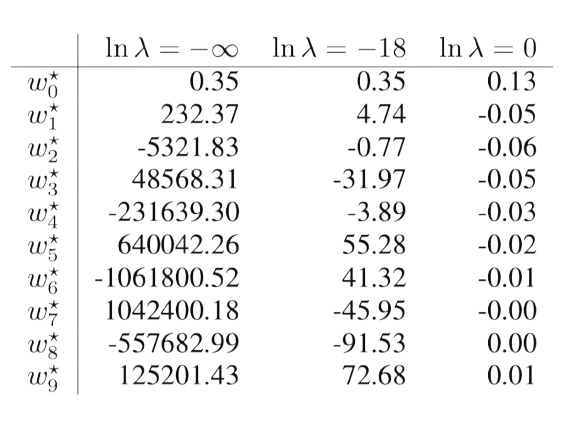 ln λ = −∞ ln λ = −18 ln λ = 0
w₀* 0.35 0.35 0.13
w₁* 232.37 4.74 -0.05
w₂* -5321.83 -0.77 -0.06
w₃* 48568.31 -31.97 -0.05
w₄* -231639.30 -3.89 -0.03
w₅* 640042.26 55.28 -0.02
w₆* -1061800.52 41.32 -0.01
w₇* 1042400.18 -45.95 -0.00
w₈* -557682.99 -91.53 0.00
w₉* 125201.43 72.68 0.01